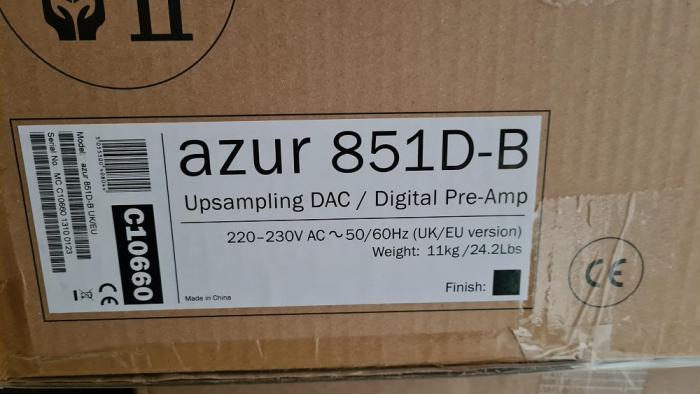 azur 851D-B
Upsampling DAC / Digital Pre-Amp
220–230V AC ~ 50/60Hz (UK/EU version)
Weight: 11kg/24.2Lbs
Finish:
Made in China
C10660
Model: azur 851D-B UK/EU
Serial No. MC C10660 1310 0123
CE
CE